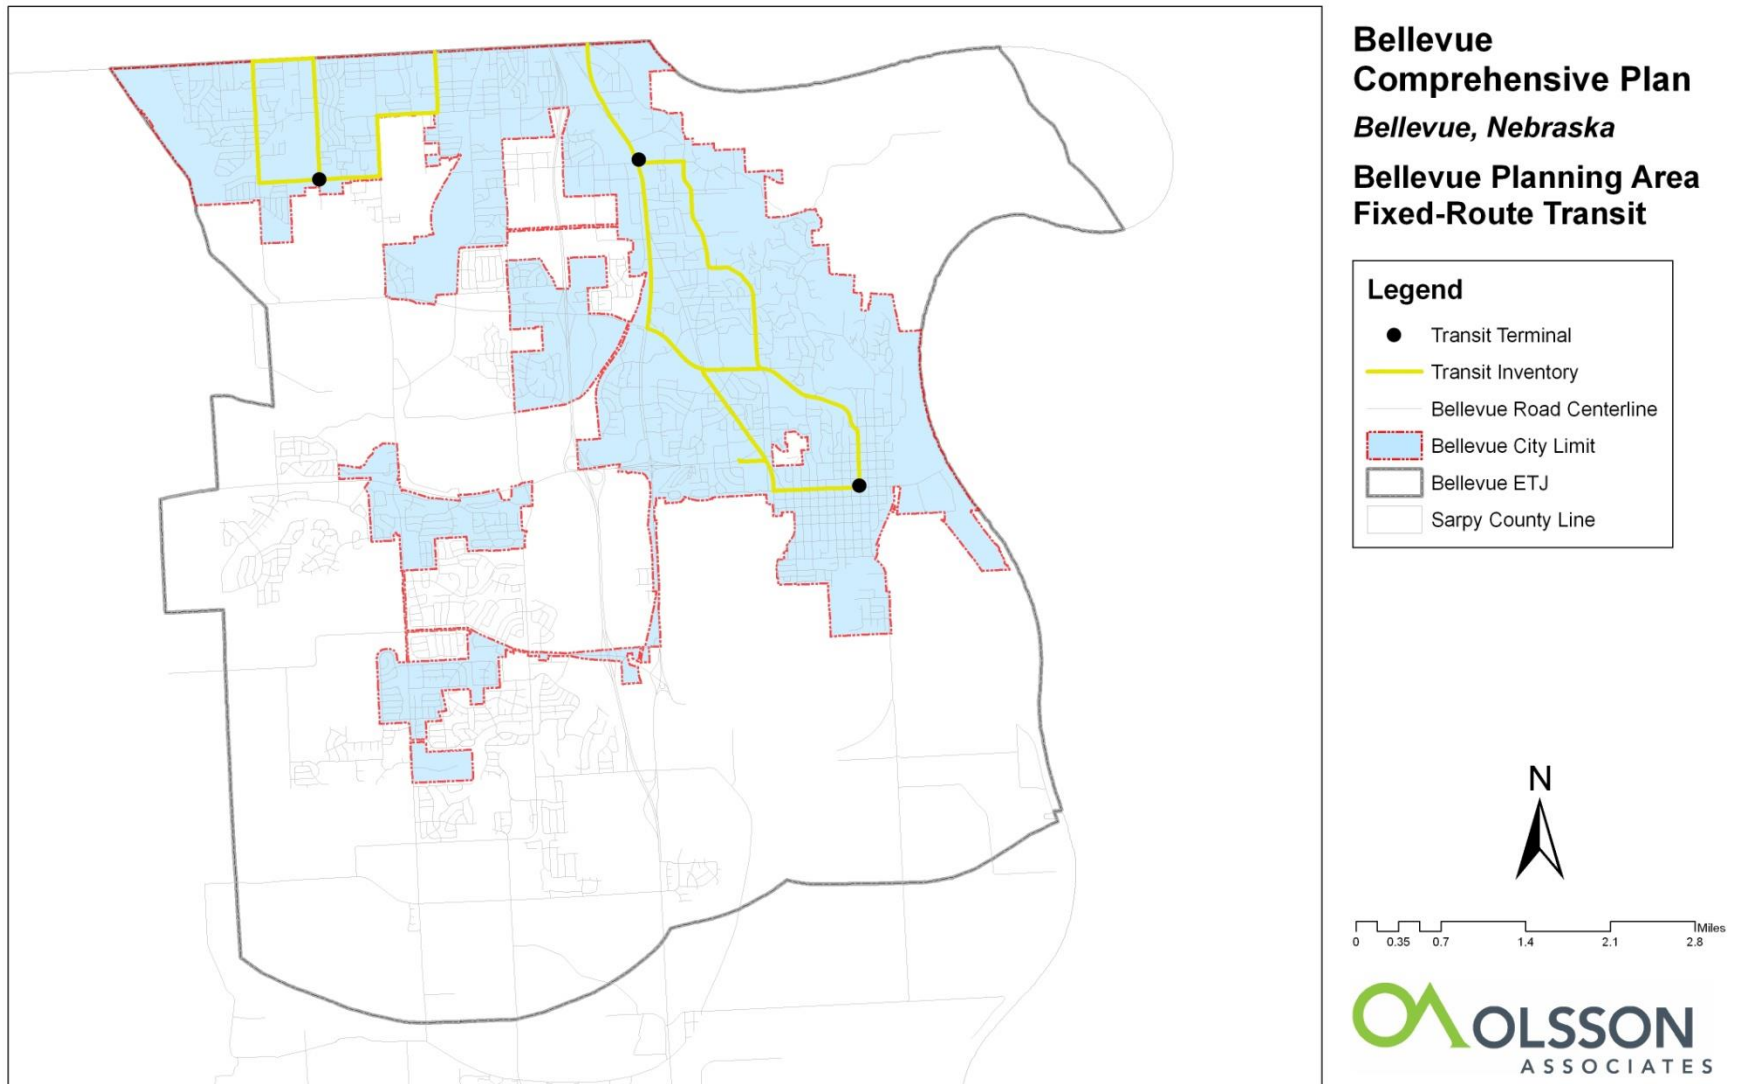 Bellevue
Comprehensive Plan
Bellevue, Nebraska
Bellevue Planning Area
Fixed-Route Transit
Legend
Transit Terminal
Transit Inventory
Bellevue Road Centerline
Bellevue City Limit
Bellevue ETJ
Sarpy County Line
N
Miles
0 0.35 0.7 1.4 2.1 2.8
OLSSON
ASSOCIATES